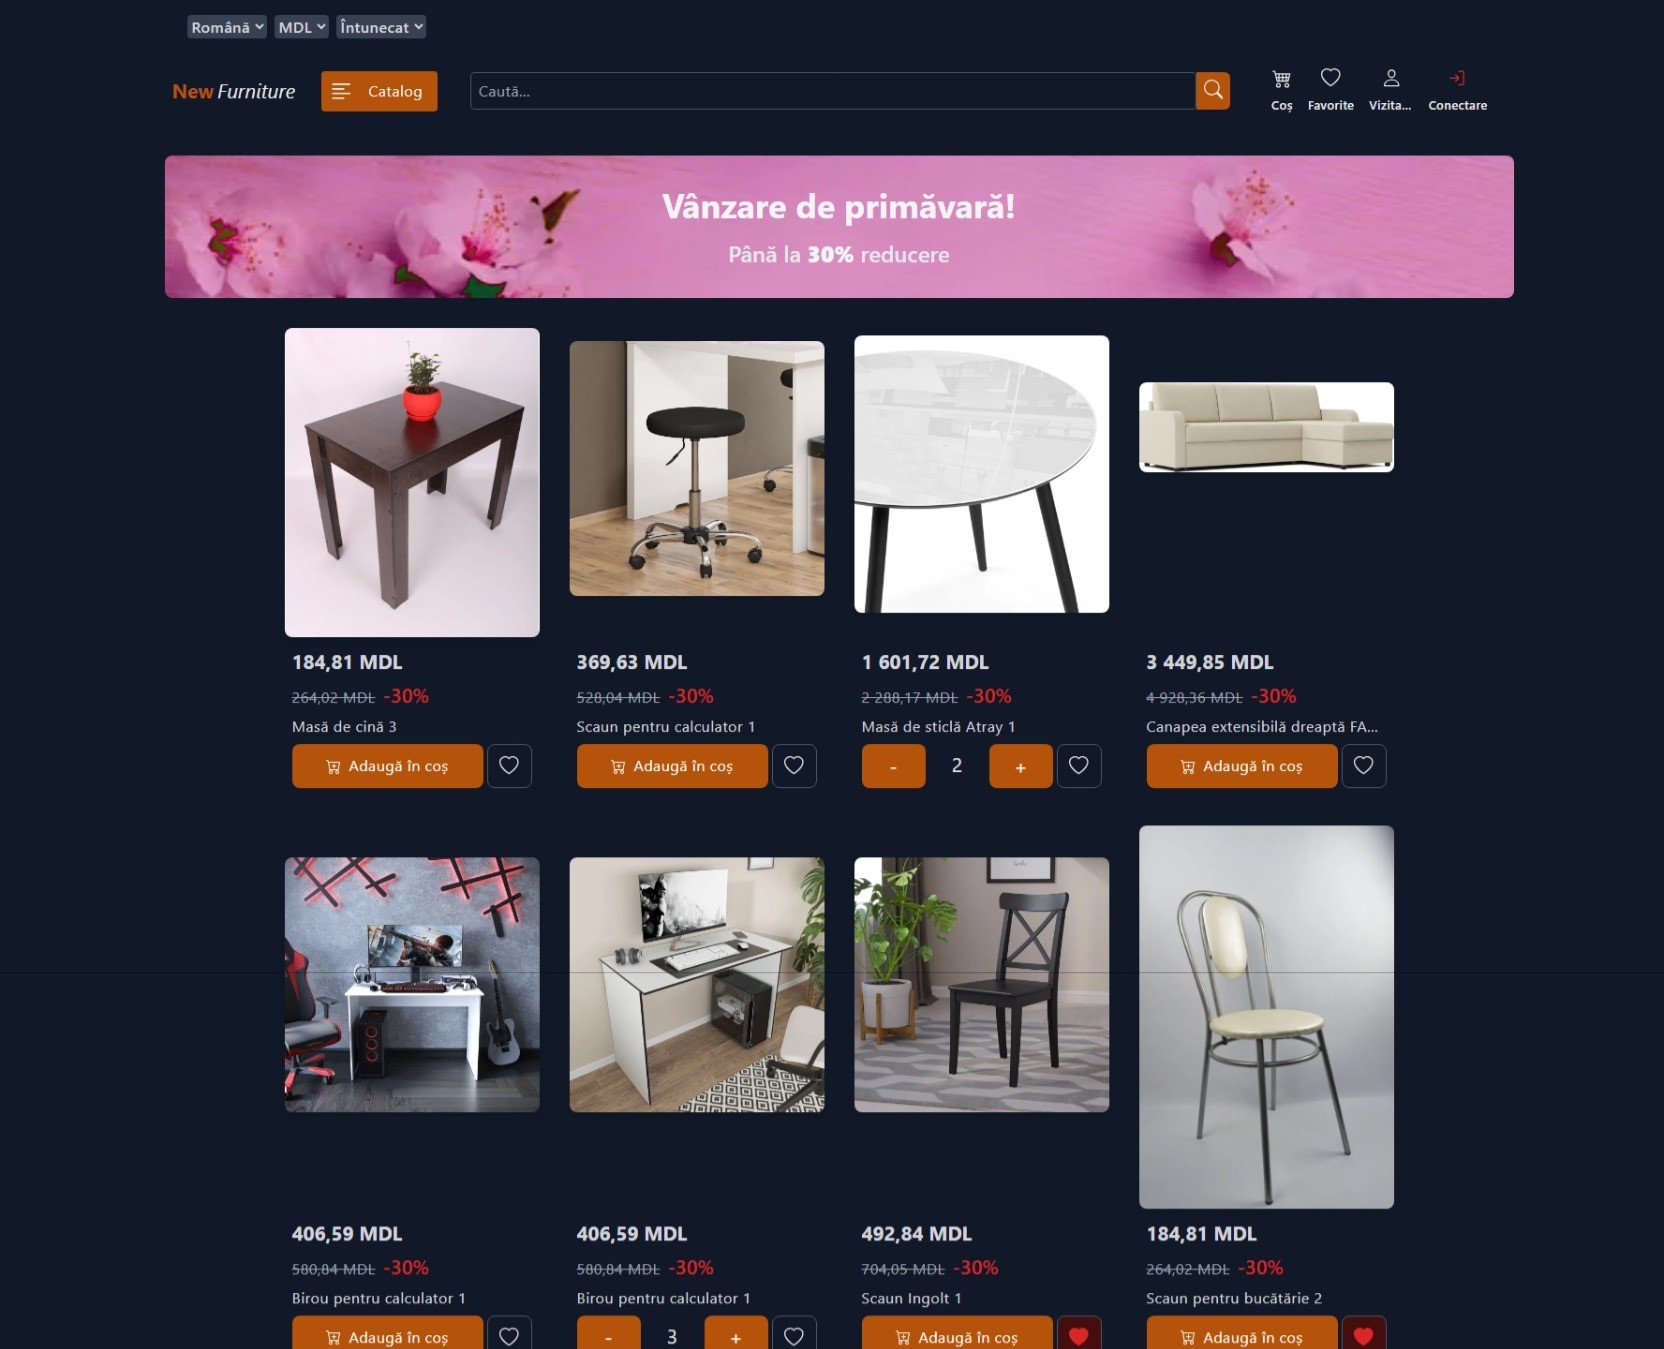 Română MDL Întunecat
New Furniture
Catalog
Caută...
Coș Favorite Vizita... Conectare
Vânzare de primăvară!
Până la 30% reducere
184,81 MDL
264,02 MDL -30%
Masă de cină 3
Adaugă în coș
369,63 MDL
528,04 MDL -30%
Scaun pentru calculator 1
Adaugă în coș
1 601,72 MDL
2 288,17 MDL -30%
Masă de sticlă Atray 1
- 2 +
3 449,85 MDL
4 928,36 MDL -30%
Canapea extensibilă dreaptă FA...
Adaugă în coș
406,59 MDL
580,84 MDL -30%
Birou pentru calculator 1
Adaugă în coș
406,59 MDL
580,84 MDL -30%
Birou pentru calculator 1
- 3 +
492,84 MDL
704,05 MDL -30%
Scaun Ingolt 1
Adaugă în coș
184,81 MDL
264,02 MDL -30%
Scaun pentru bucătărie 2
Adaugă în coș